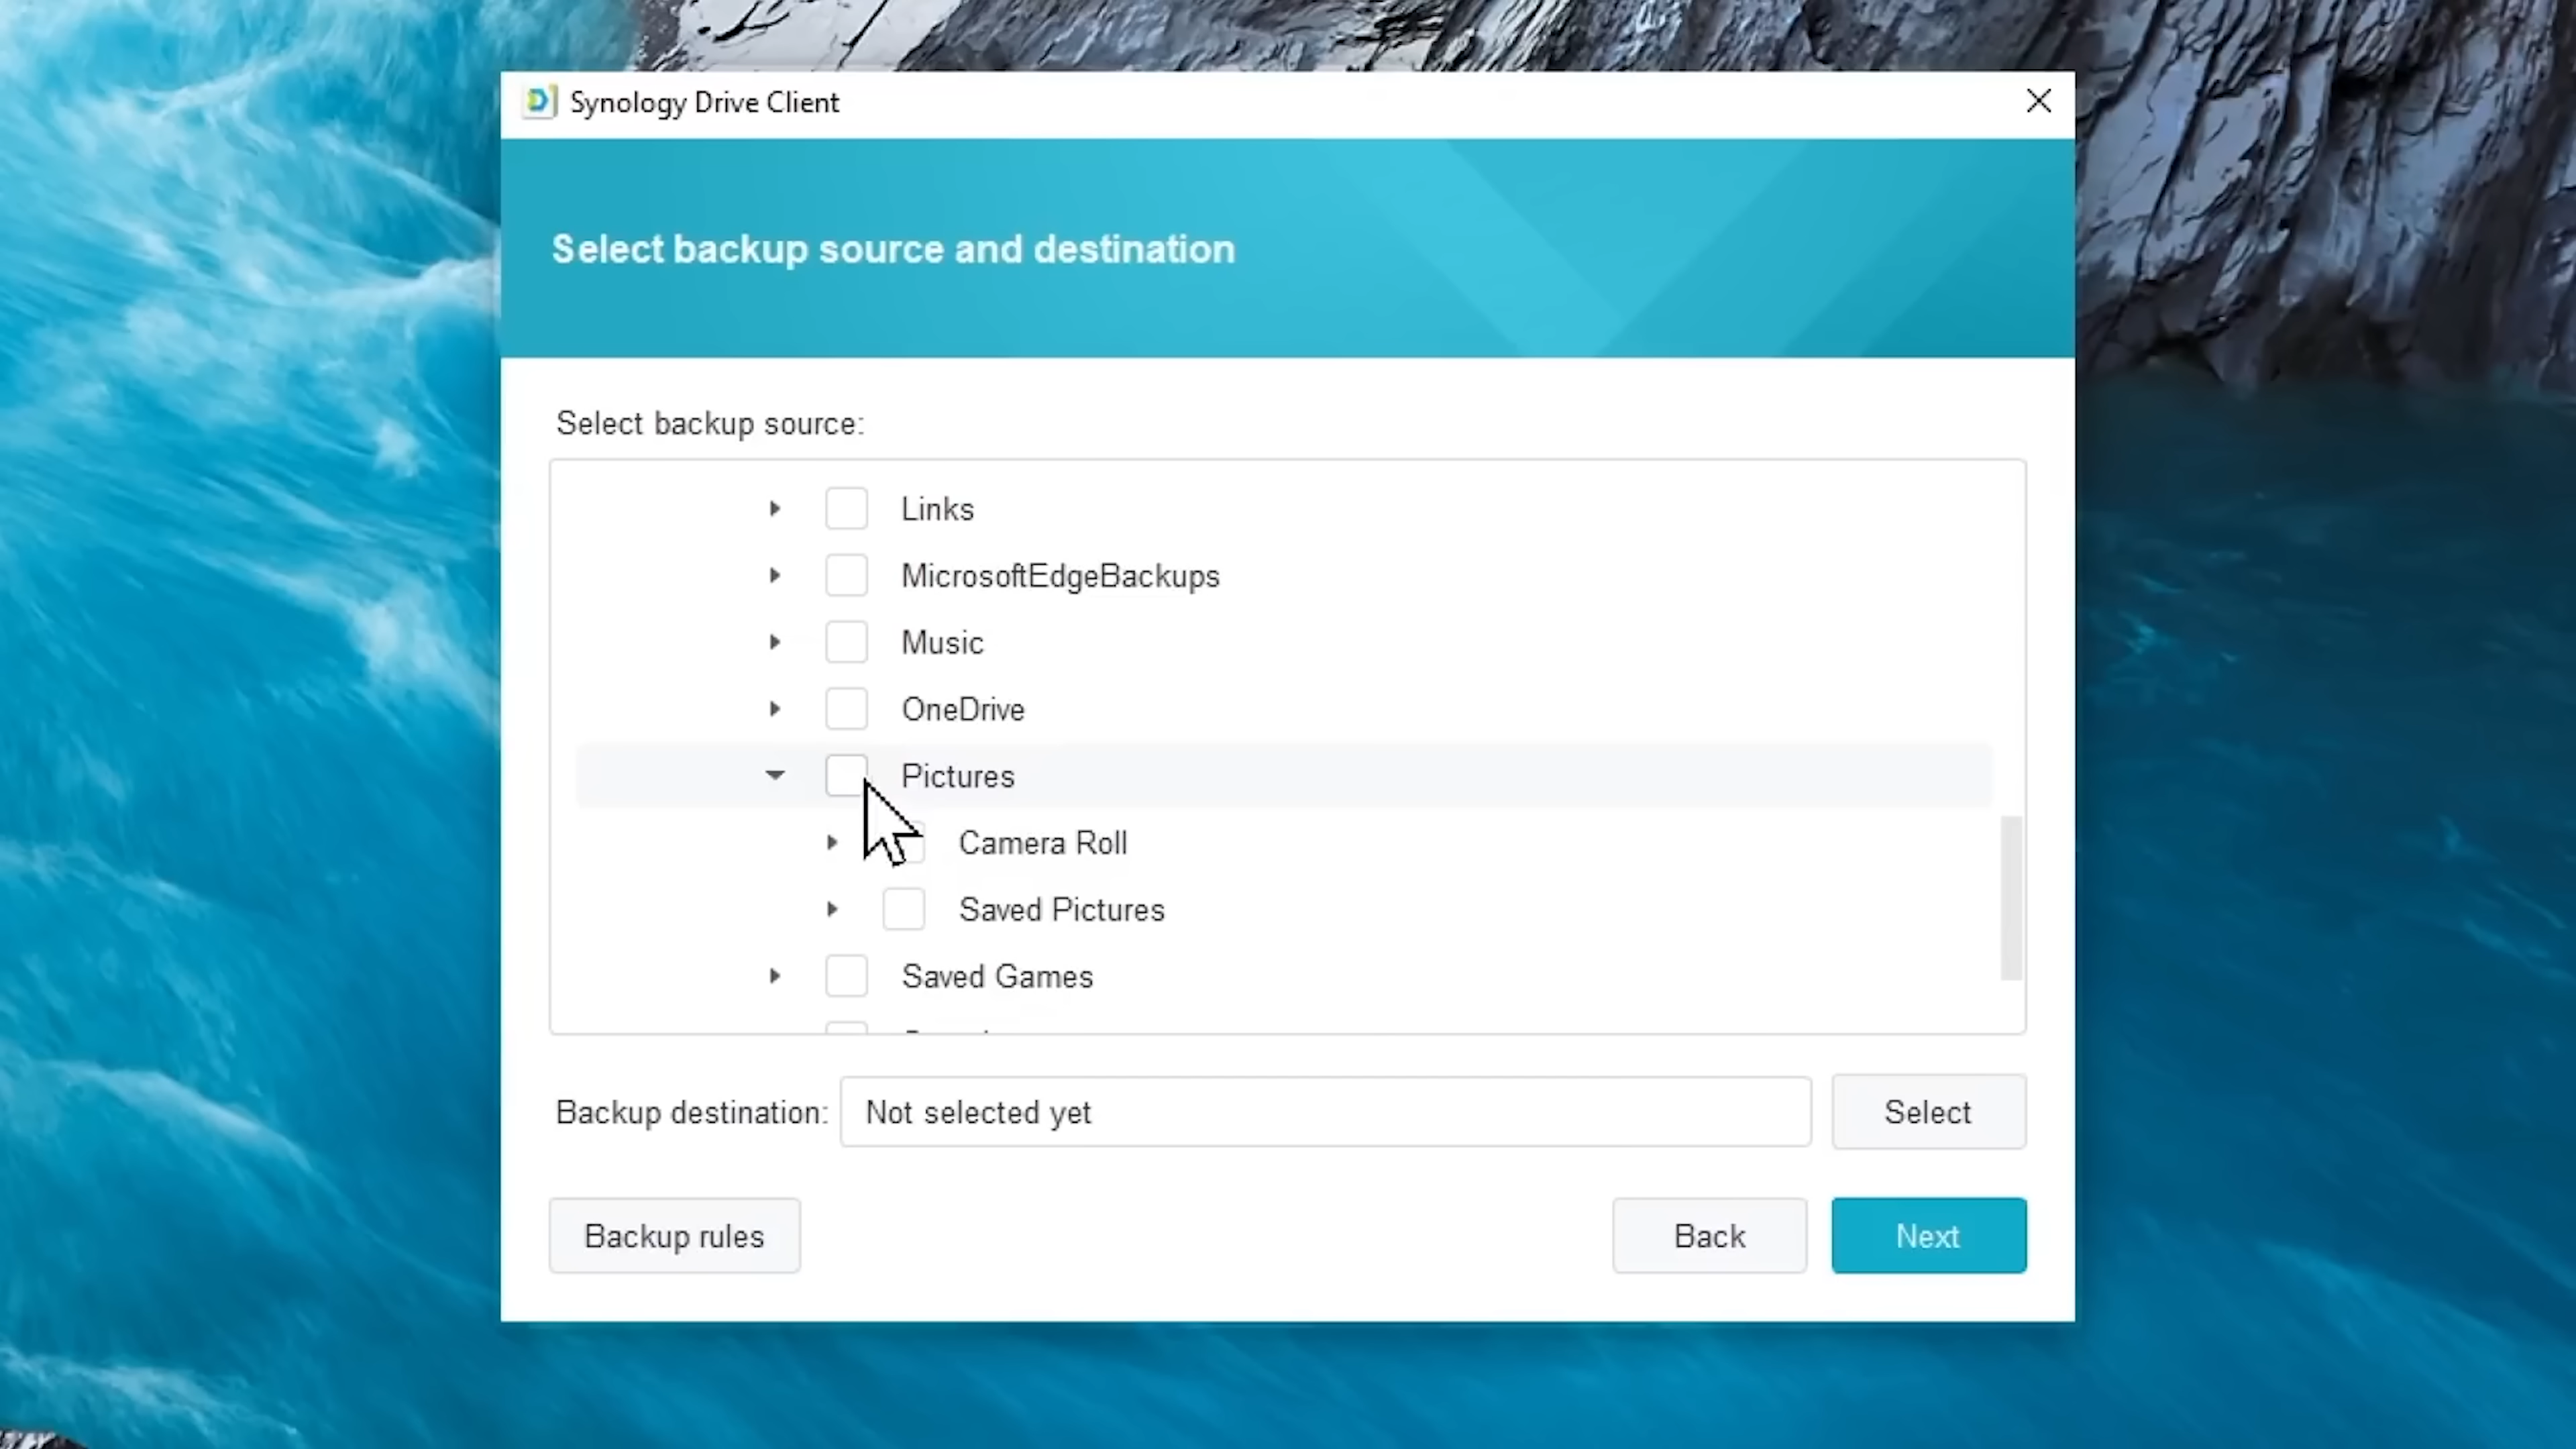 Synology Drive Client
Select backup source and destination
Select backup source:
Links
MicrosoftEdgeBackups
Music
OneDrive
Pictures
Camera Roll
Saved Pictures
Saved Games
Backup destination: Not selected yet Select
Backup rules Back Next